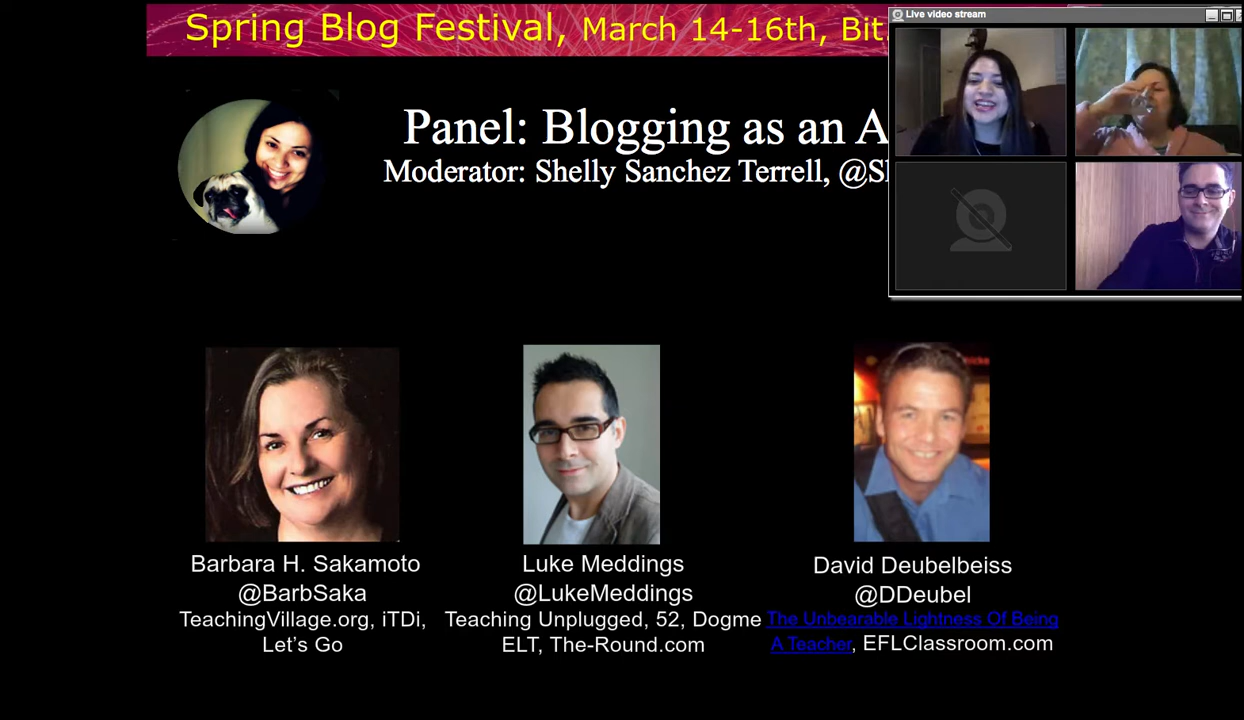 Spring Blog Festival, March 14-16th, Bit.
Live video stream
Panel: Blogging as an A
Moderator: Shelly Sanchez Terrell, @Sh
Barbara H. Sakamoto
@BarbSaka
TeachingVillage.org, iTDi,
Let's Go
Luke Meddings
@LukeMeddings
Teaching Unplugged, 52, Dogme
ELT, The-Round.com
David Deubelbeiss
@DDeubel
The Unbearable Lightness Of Being
A Teacher, EFLClassroom.com